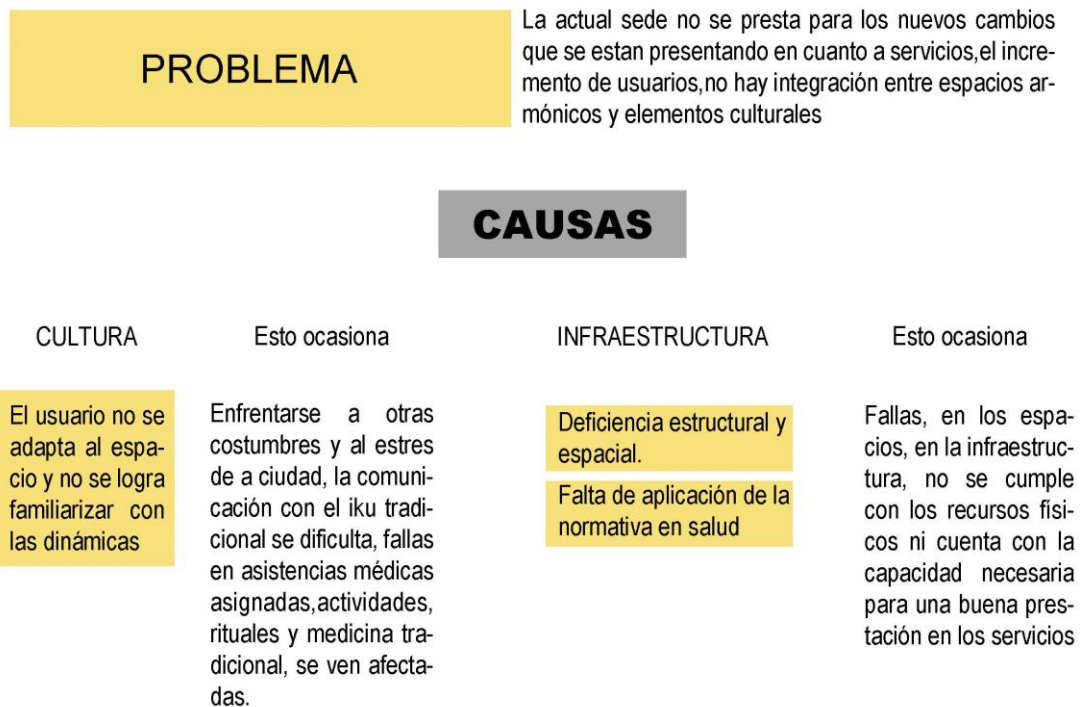 PROBLEMA
La actual sede no se presta para los nuevos cambios
que se estan presentando en cuanto a servicios,el incre-
mento de usuarios,no hay integración entre espacios ar-
mónicos y elementos culturales
CAUSAS
CULTURA
El usuario no se
adapta al espa-
cio y no se logra
familiarizar con
las dinámicas
Esto ocasiona
Enfrentarse a otras
costumbres y al estres
de a ciudad, la comuni-
cación con el iku tradi-
cional se dificulta, fallas
en asistencias médicas
asignadas,actividades,
rituales y medicina tra-
dicional, se ven afecta-
das.
INFRAESTRUCTURA
Deficiencia estructural y
espacial.
Falta de aplicación de la
normativa en salud
Esto ocasiona
Fallas, en los espa-
cios, en la infraestruc-
tura, no se cumple
con los recursos físi-
cos ni cuenta con la
capacidad necesaria
para una buena pres-
tación en los servicios